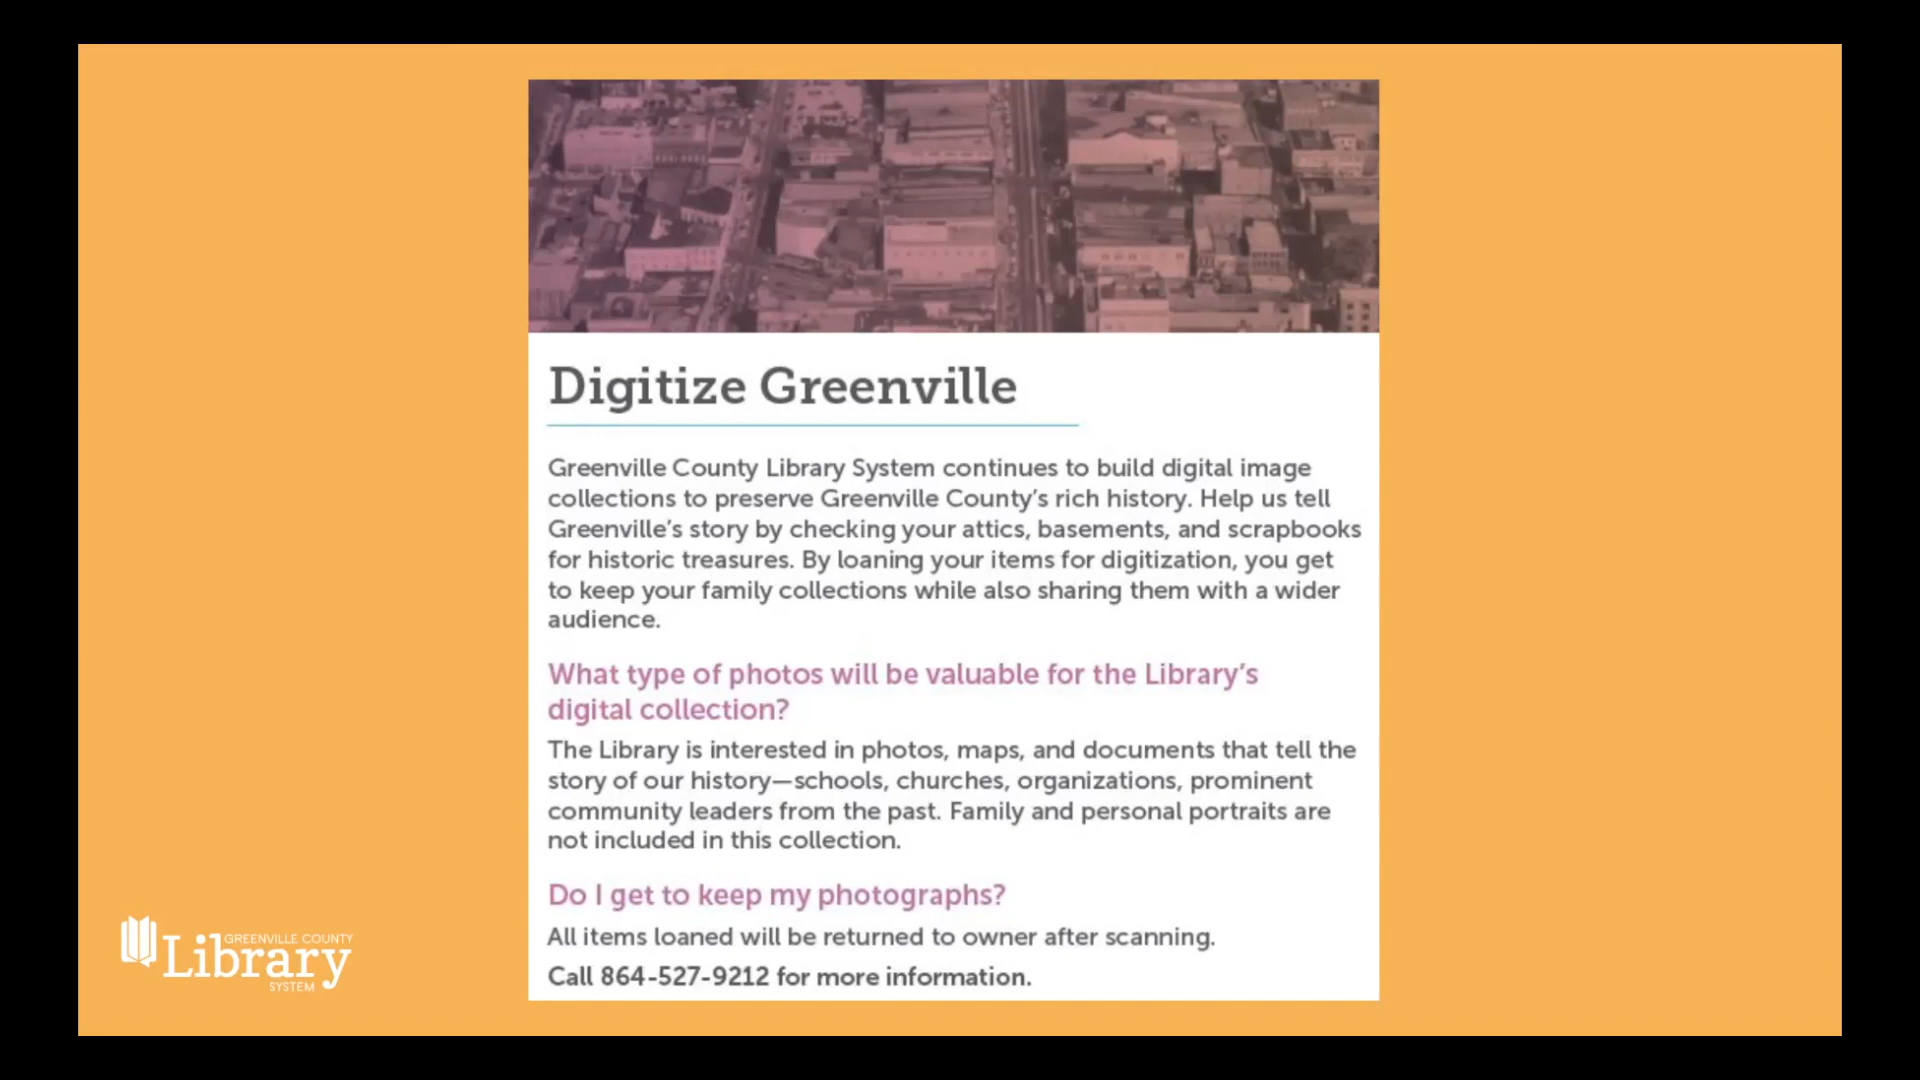 Digitize Greenville
Greenville County Library System continues to build digital image
collections to preserve Greenville County's rich history. Help us tell
Greenville's story by checking your attics, basements, and scrapbooks
for historic treasures. By loaning your items for digitization, you get
to keep your family collections while also sharing them with a wider
audience.
What type of photos will be valuable for the Library's
digital collection?
The Library is interested in photos, maps, and documents that tell the
story of our history—schools, churches, organizations, prominent
community leaders from the past. Family and personal portraits are
not included in this collection.
Do I get to keep my photographs?
All items loaned will be returned to owner after scanning.
Call 864-527-9212 for more information.
GREENVILLE COUNTY
Library
SYSTEM